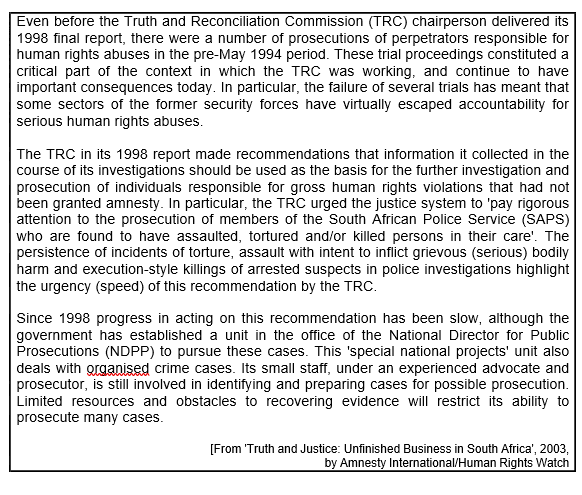 Even before the Truth and Reconciliation Commission (TRC) chairperson delivered its
1998 final report, there were a number of prosecutions of perpetrators responsible for
human rights abuses in the pre-May 1994 period. These trial proceedings constituted a
critical part of the context in which the TRC was working, and continue to have
important consequences today. In particular, the failure of several trials has meant that
some sectors of the former security forces have virtually escaped accountability for
serious human rights abuses.
The TRC in its 1998 report made recommendations that information it collected in the
course of its investigations should be used as the basis for the further investigation and
prosecution of individuals responsible for gross human rights violations that had not
been granted amnesty. In particular, the TRC urged the justice system to 'pay rigorous
attention to the prosecution of members of the South African Police Service (SAPS)
who are found to have assaulted, tortured and/or killed persons in their care'. The
persistence of incidents of torture, assault with intent to inflict grievous (serious) bodily
harm and execution-style killings of arrested suspects in police investigations highlight
the urgency (speed) of this recommendation by the TRC.
Since 1998 progress in acting on this recommendation has been slow, although the
government has established a unit in the office of the National Director for Public
Prosecutions (NDPP) to pursue these cases. This 'special national projects' unit also
deals with organised crime cases. Its small staff, under an experienced advocate and
prosecutor, is still involved in identifying and preparing cases for possible prosecution.
Limited resources and obstacles to recovering evidence will restrict its ability to
prosecute many cases.
[From 'Truth and Justice: Unfinished Business in South Africa', 2003,
by Amnesty International/Human Rights Watch